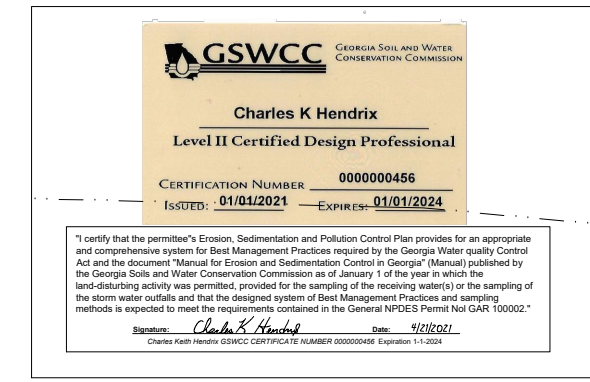 GSWCC
GEORGIA SOIL AND WATER
CONSERVATION COMMISSION
Charles K Hendrix
Level II Certified Design Professional
CERTIFICATION NUMBER 0000000456
ISSUED: 01/01/2021 EXPIRES: 01/01/2024
"I certify that the permittee"s Erosion, Sedimentation and Pollution Control Plan provides for an appropriate
and comprehensive system for Best Management Practices required by the Georgia Water quality Control
Act and the document "Manual for Erosion and Sedimentation Control in Georgia" (Manual) published by
the Georgia Soils and Water Conservation Commission as of January 1 of the year in which the
land-disturbing activity was permitted, provided for the sampling of the receiving water(s) or the sampling of
the storm water outfalls and that the designed system of Best Management Practices and sampling
methods is expected to meet the requirements contained in the General NPDES Permit Nol GAR 100002."
Signature: Charles K Hendrix Date: 4/21/2021
Charles Keith Hendrix GSWCC CERTIFICATE NUMBER 0000000456 Expiration 1-1-2024